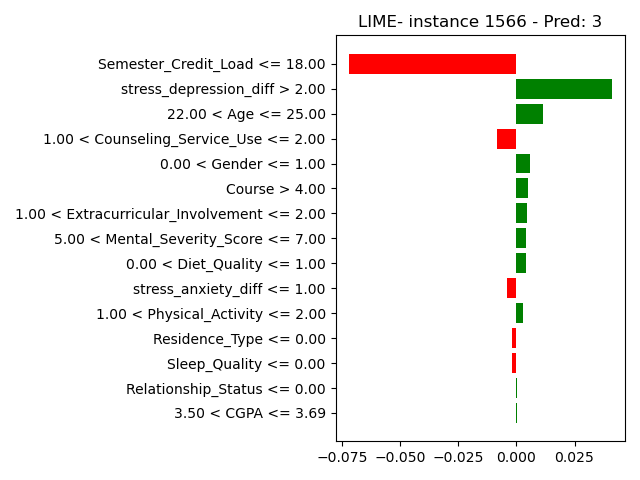 LIME- instance 1566 - Pred: 3
Semester_Credit_Load <= 18.00
stress_depression_diff > 2.00
22.00 < Age <= 25.00
1.00 < Counseling_Service_Use <= 2.00
0.00 < Gender <= 1.00
Course > 4.00
1.00 < Extracurricular_Involvement <= 2.00
5.00 < Mental_Severity_Score <= 7.00
0.00 < Diet_Quality <= 1.00
stress_anxiety_diff <= 1.00
1.00 < Physical_Activity <= 2.00
Residence_Type <= 0.00
Sleep_Quality <= 0.00
Relationship_Status <= 0.00
3.50 < CGPA <= 3.69
−0.075 −0.050 −0.025 0.000 0.025